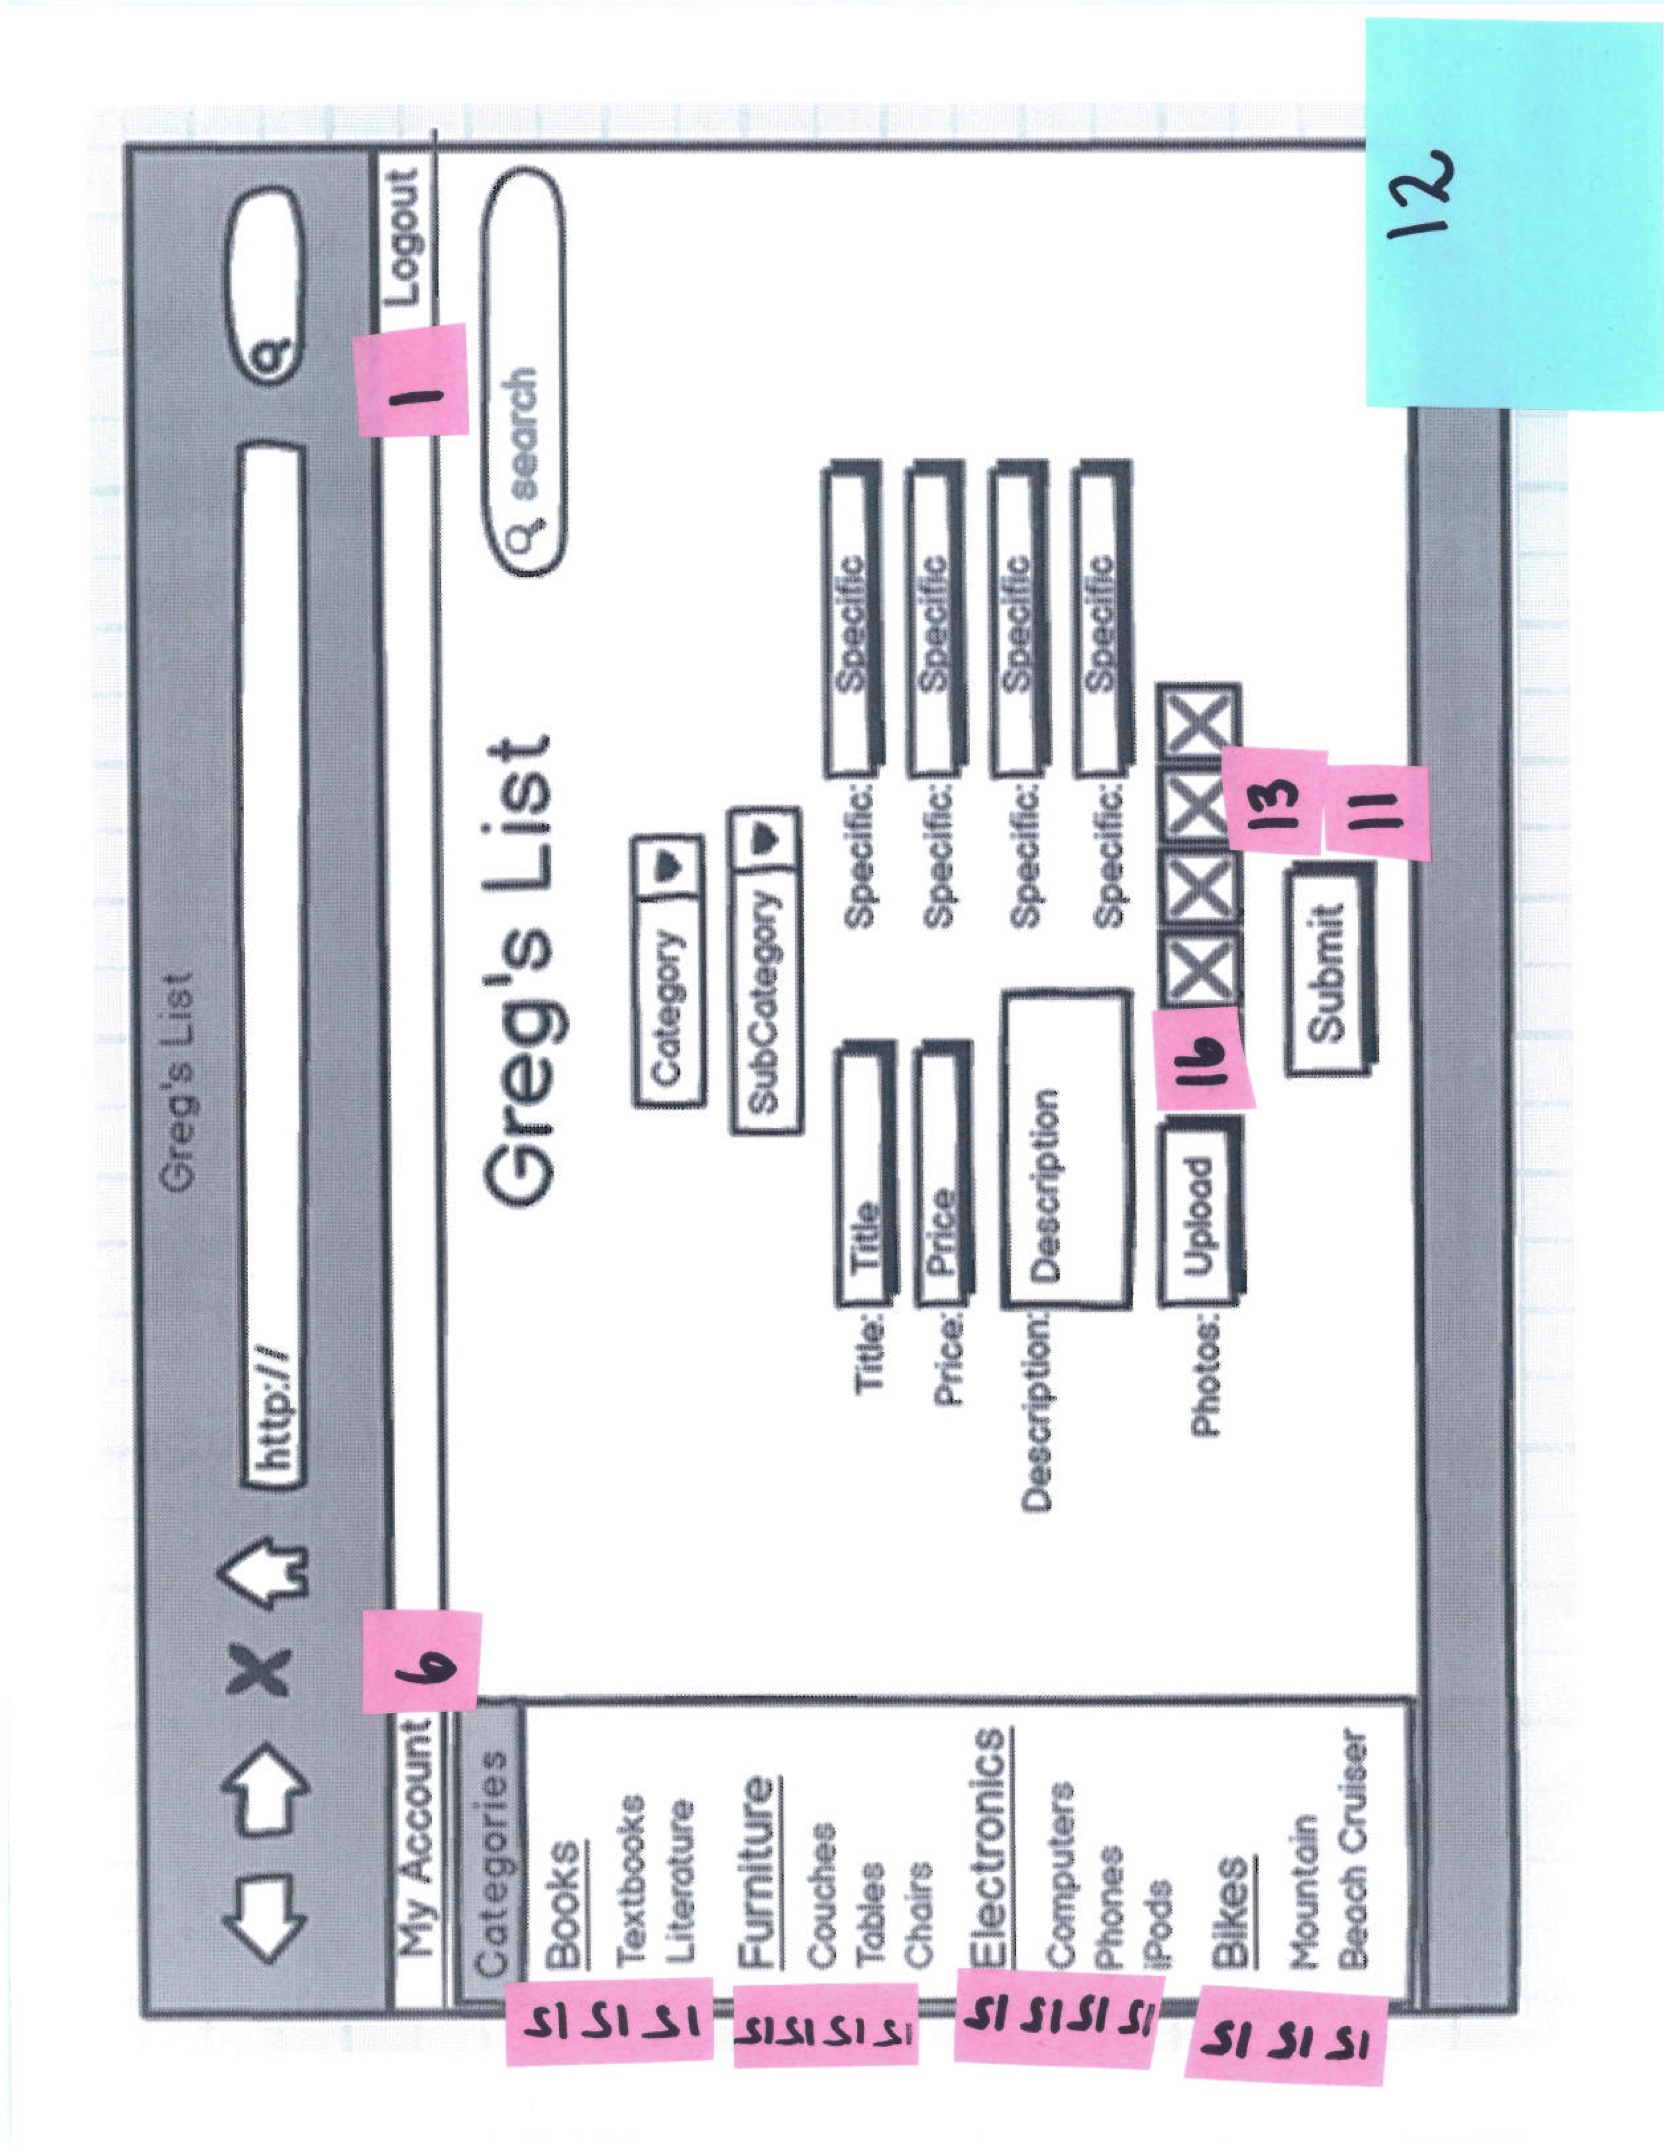 Greg's List
http://
My Account 6 1 Logout
Categories
Greg's List
search
Books
Textbooks
Literature
15 15 15
Furniture
Couches
Tables
Chairs
15 15 15 15
Electronics
Computers
Phones
iPods
15 15 15 15
Bikes
Mountain
Beach Cruiser
15 15 15
Category
SubCategory
Title: Title
Price: Price
Description: Description
Photos: Upload 16
Specific: Specific
Specific: Specific
Specific: Specific
Specific: Specific
13
Submit 11
12